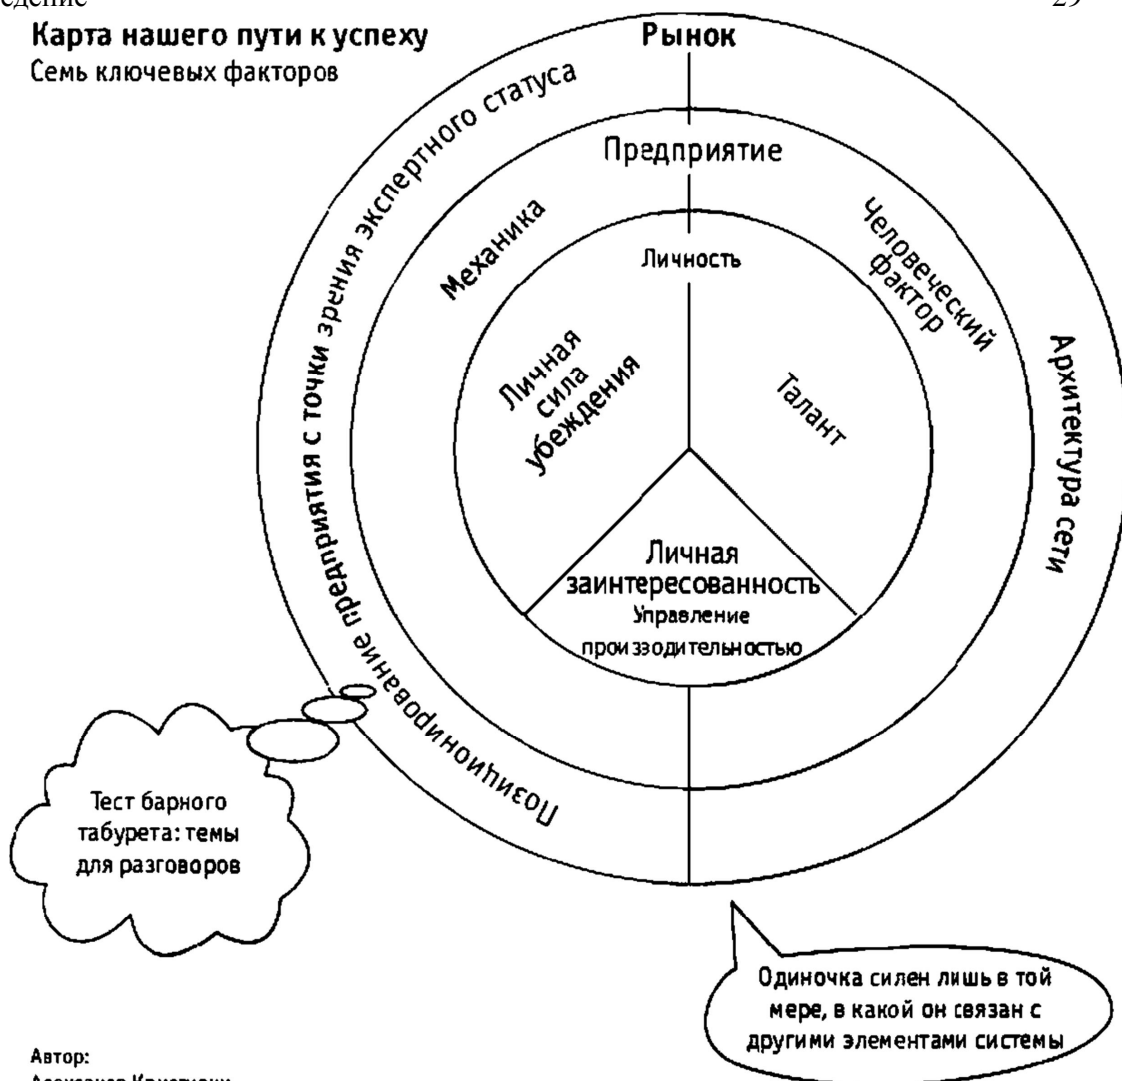 29
Карта нашего пути к успеху
Семь ключевых факторов
Рынок
Позиционирование предприятия с точки зрения экспертного статуса
Архитектура сети
Предприятие
Механика
Человеческий
фактор
Личность
Личная
сила
убеждения
Талант
Личная
заинтересованность
Управление
производительностью
Тест барного
табурета: темы
для разговоров
Одиночка силен лишь в той
мере, в какой он связан с
другими элементами системы
Автор: